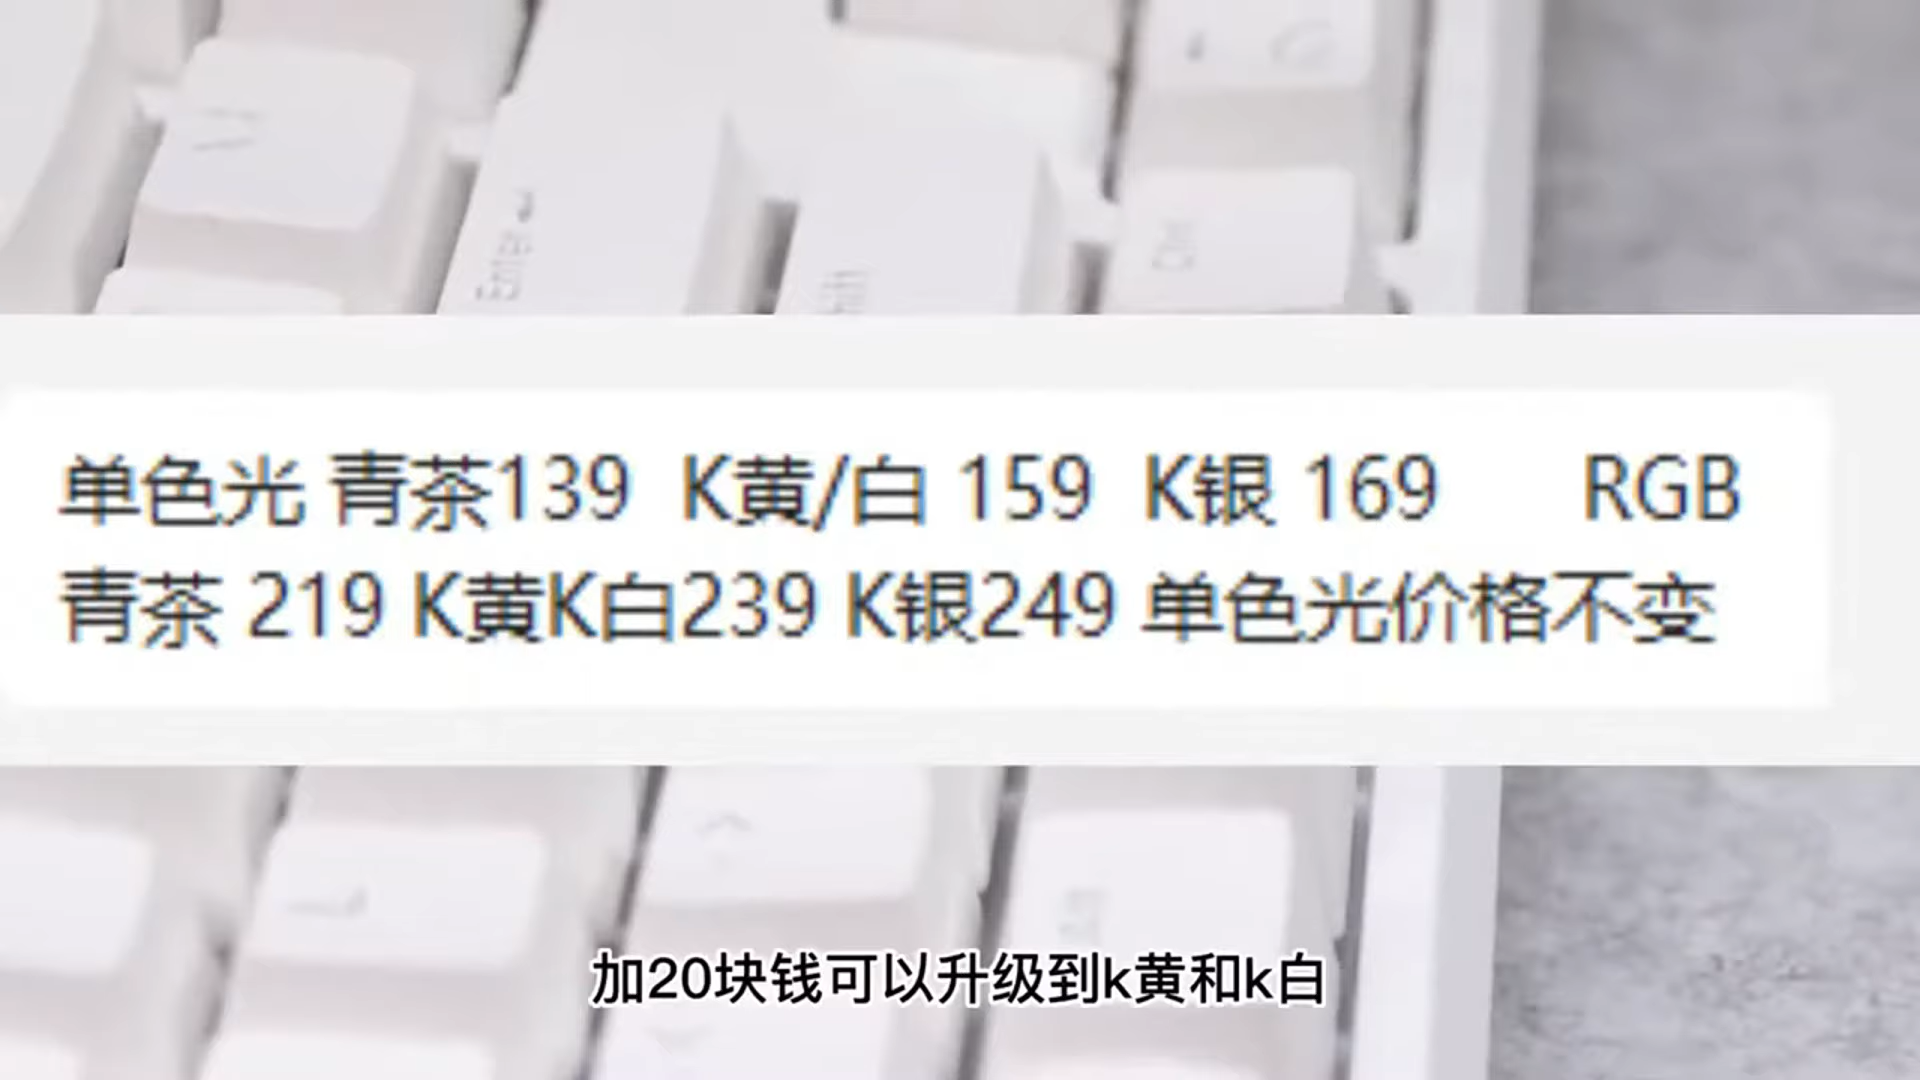 Enter
单色光 青茶139 K黄/白 159 K银 169 RGB
青茶 219 K黄K白239 K银249 单色光价格不变
加20块钱可以升级到k黄和k白